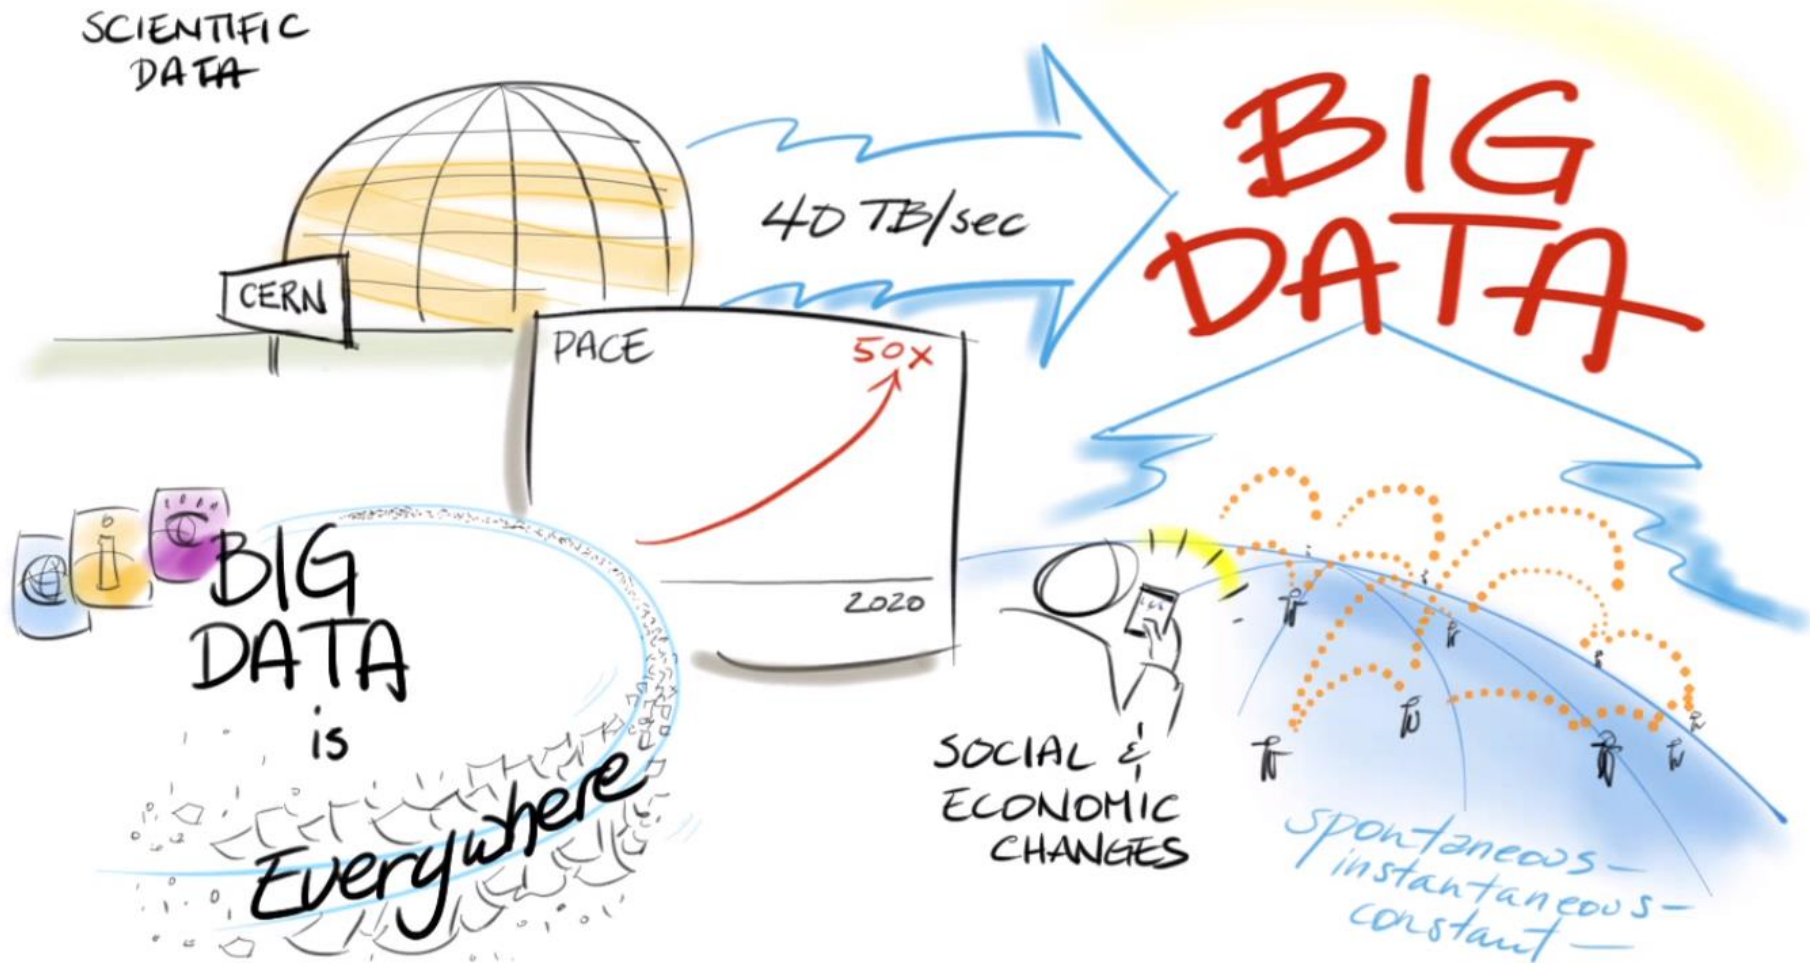 SCIENTIFIC
DATA
CERN
40 TB/sec
BIG
DATA
PACE
50x
2020
BIG
DATA
is
Everywhere
SOCIAL &
ECONOMIC
CHANGES
spontaneous-
instantaneous-
constant-